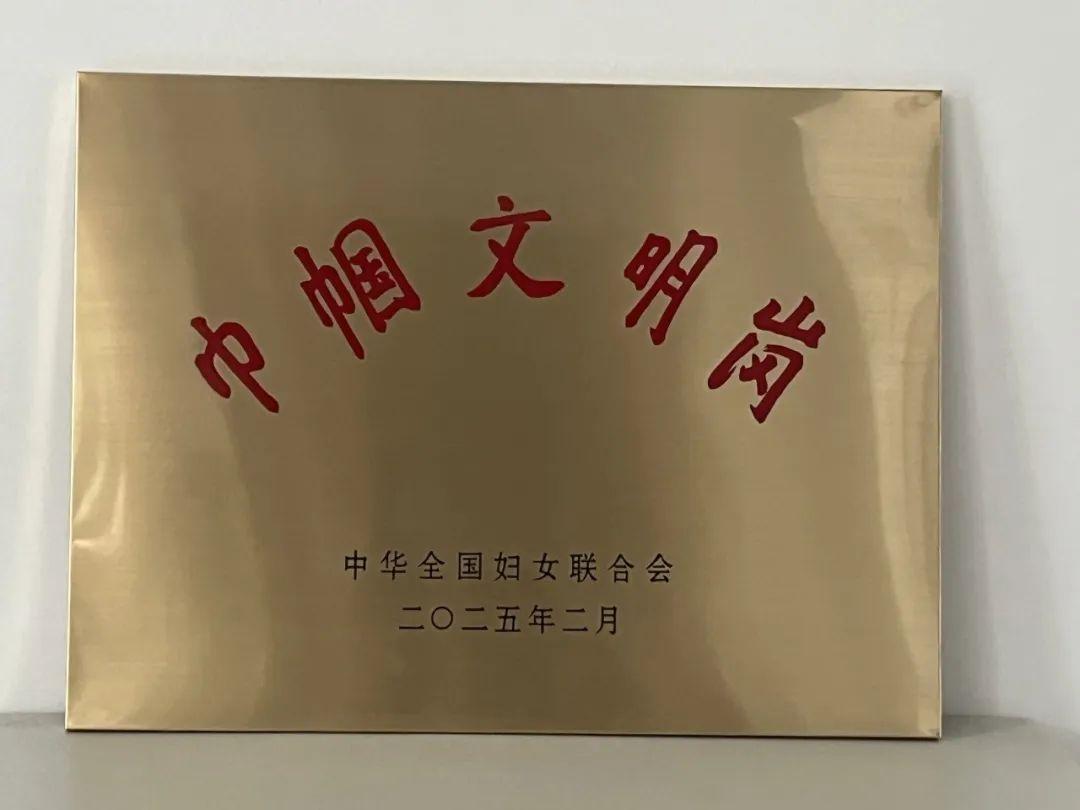 巾帼文明岗
中华全国妇女联合会
二〇二五年二月